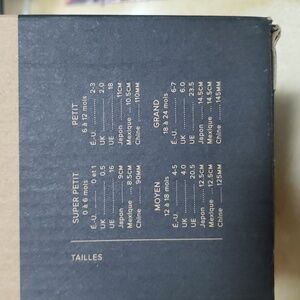 TAILLES
SUPER PETIT
0 à 6 mois
É.-U. 0 et 1
UK 0.5
UE 16
Japon 9CM
Mexique 8.5CM
Chine 90MM
PETIT
6 à 12 mois
É.-U. 2-3
UK 2.0
UE 18
Japon 11CM
Mexique 10.5CM
Chine 110MM
MOYEN
12 à 18 mois
É.-U. 4-5
UK 4.0
UE 20.5
Japon 12.5CM
Mexique 12.5CM
Chine 125MM
GRAND
18 à 24 mois
É.-U. 6-7
UK 6.0
UE 23.5
Japon 14.5CM
Mexique 14.5CM
Chine 145MM